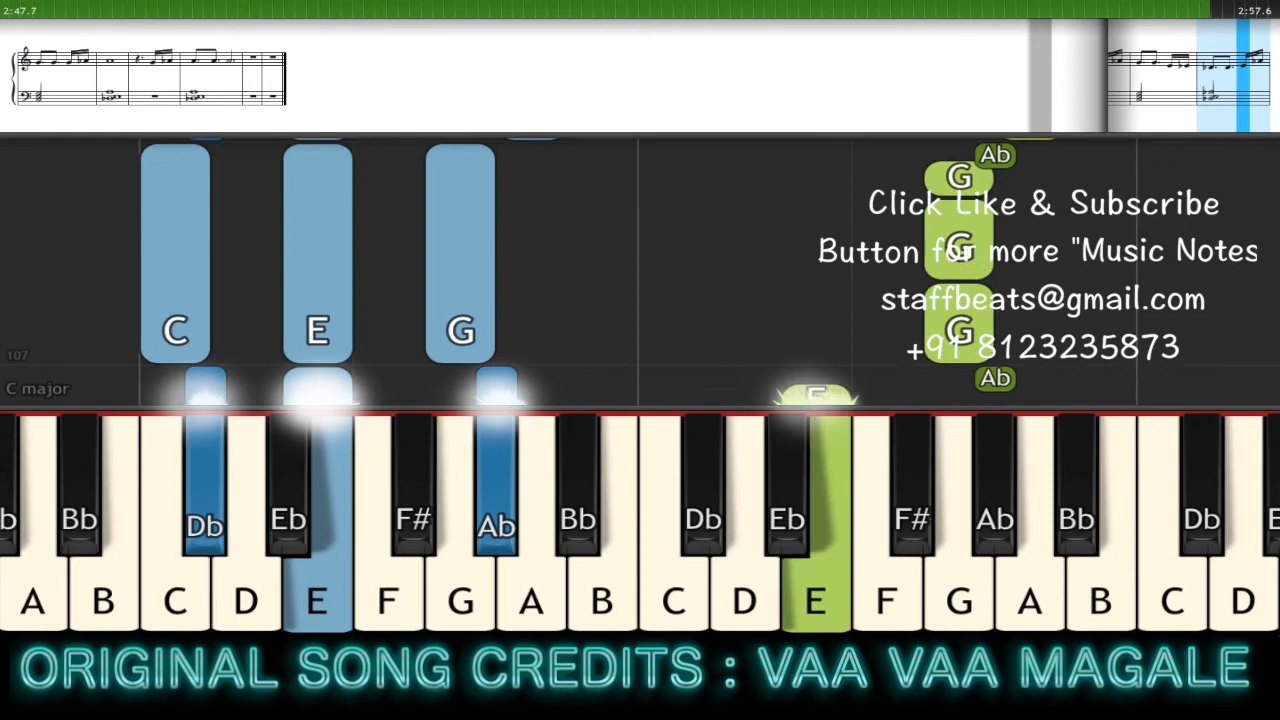 2:47.7 2:57.6
Ab
G
Click Like & Subscribe
Button for more "Music Notes
G
staffbeats@gmail.com
C E G G
+91 8123235873
107
Ab
C major
E
b Bb Db Eb F# Ab Bb Db Eb F# Ab Bb Db E
A B C D E F G A B C D E F G A B C D
ORIGINAL SONG CREDITS : VAA VAA MAGALE